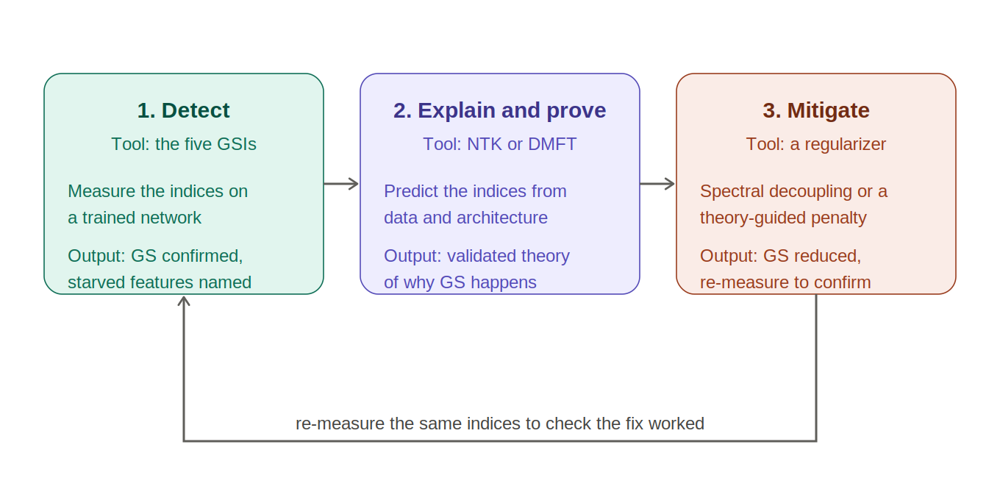 1. Detect
Tool: the five GSIs
Measure the indices on
a trained network
Output: GS confirmed,
starved features named
2. Explain and prove
Tool: NTK or DMFT
Predict the indices from
data and architecture
Output: validated theory
of why GS happens
3. Mitigate
Tool: a regularizer
Spectral decoupling or a
theory-guided penalty
Output: GS reduced,
re-measure to confirm
re-measure the same indices to check the fix worked